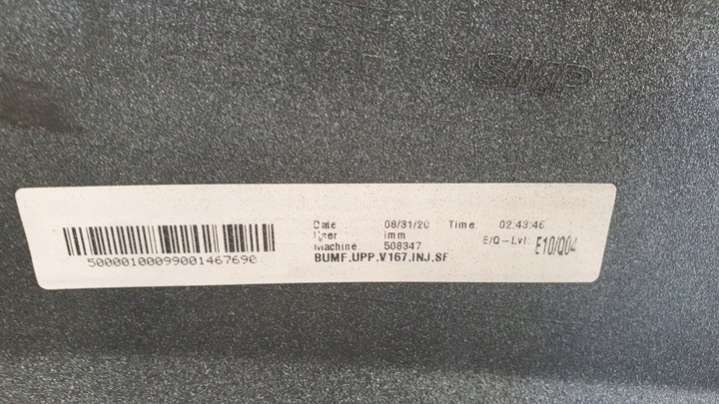 SMP
Date 08/31/20 Time 02:43:46
User imm
Machine 508347
E/Q-Lvl: E10/Q04
BUMF.UPP.V167.INJ.SF
50000100099001467690